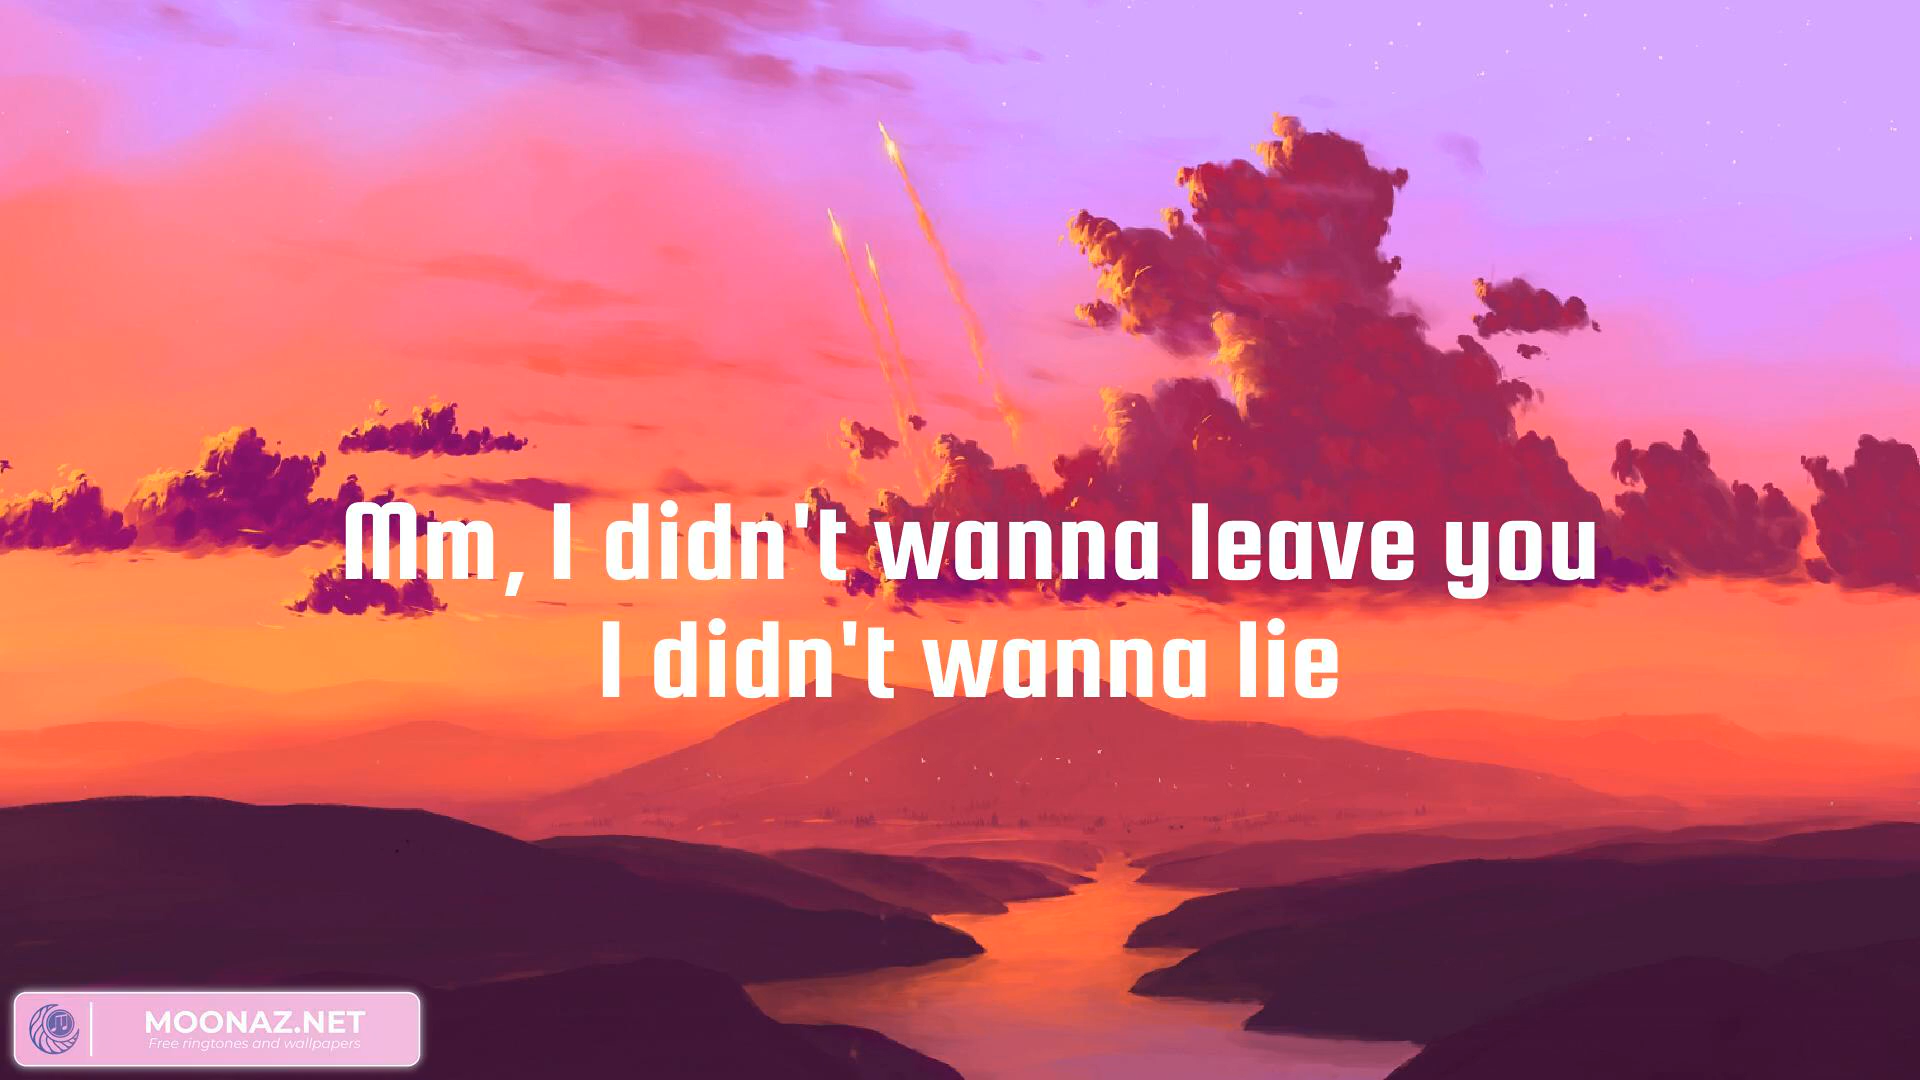 Mm, I didn't wanna leave you
I didn't wanna lie
MOONAZ.NET
Free ringtones and wallpapers